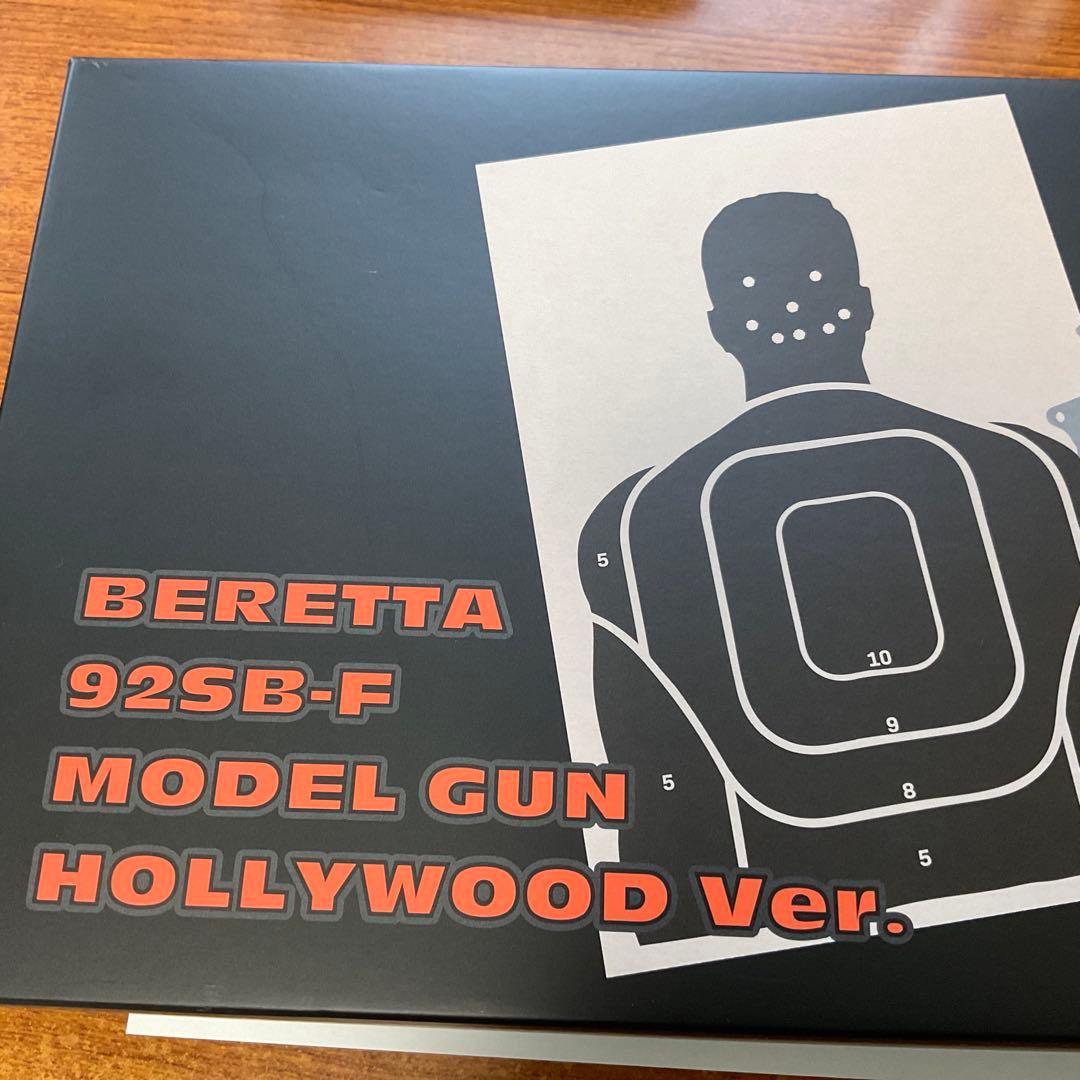 BERETTA
92SB-F
MODEL GUN
HOLLYWOOD Ver.
5
10
9
5
8
5